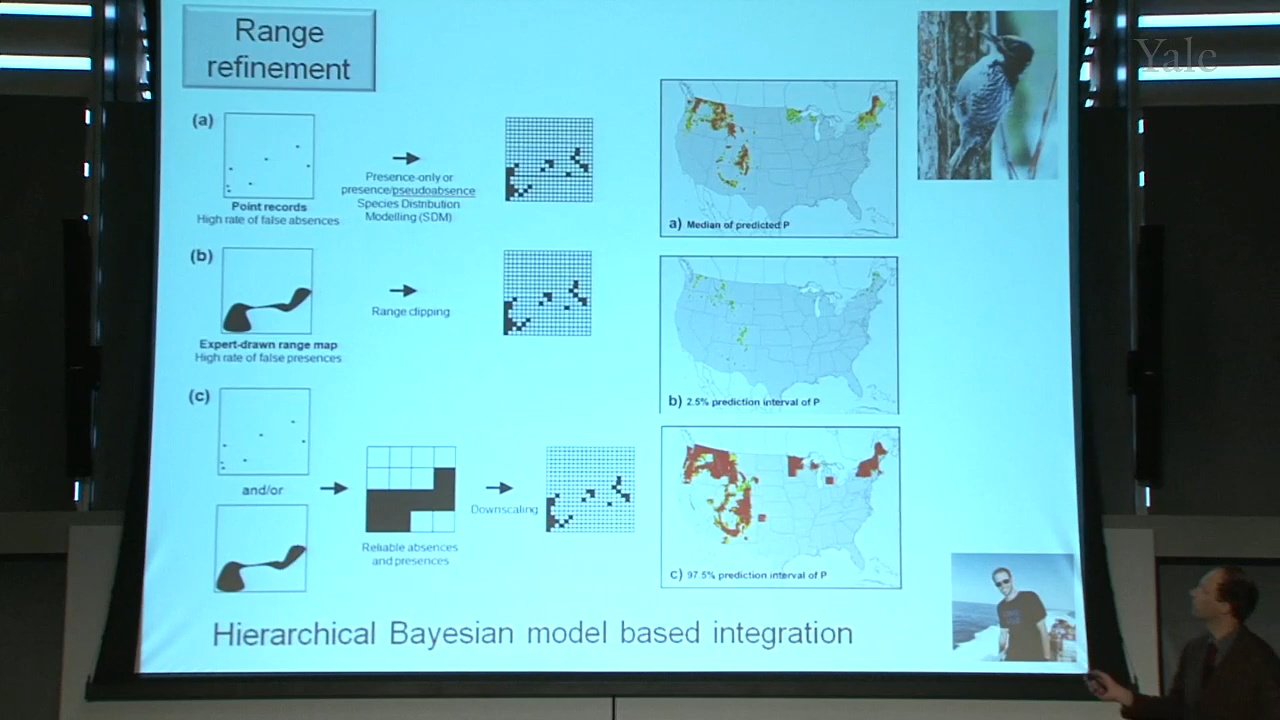 Range
refinement
Yale
(a)
Presence-only or
presence/pseudoabsence
Species Distribution
Modelling (SDM)
Point records
High rate of false absences
a) Median of predicted P
(b)
Range clipping
Expert-drawn range map
High rate of false presences
b) 2.5% prediction interval of P
(c)
and/or
Downscaling
Reliable absences
and presences
c) 97.5% prediction interval of P
Hierarchical Bayesian model based integration